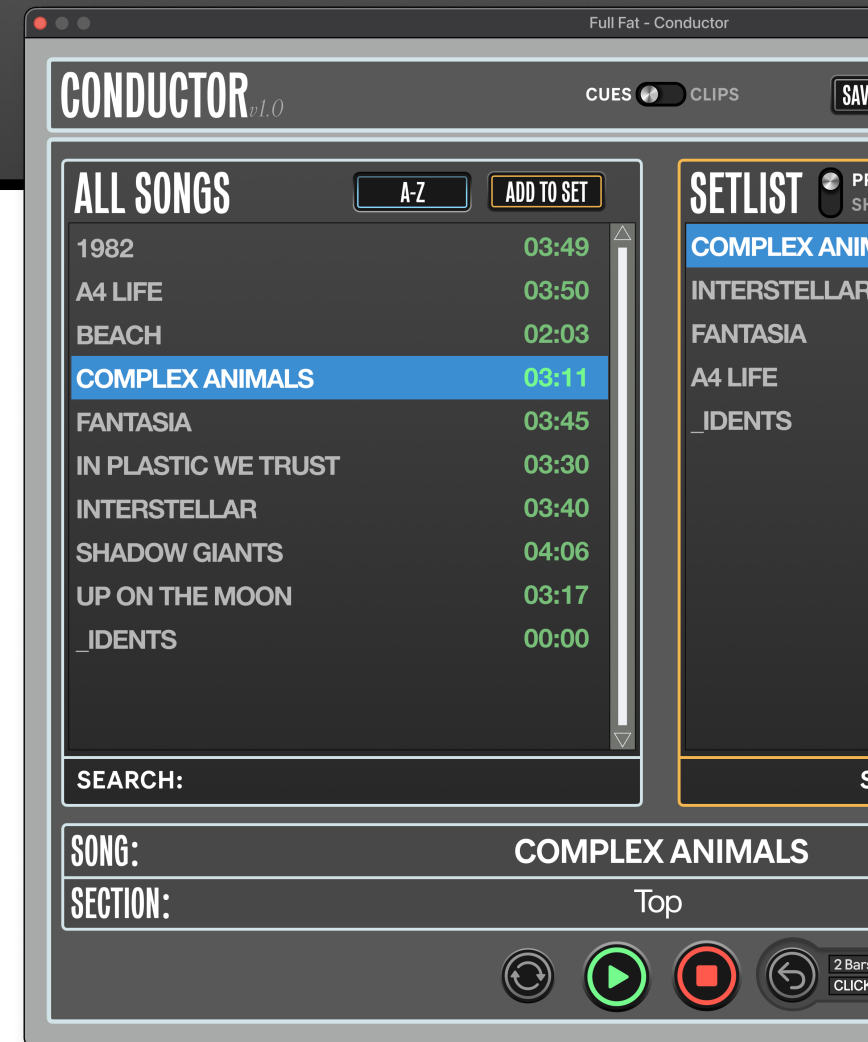 Full Fat - Conductor
CONDUCTOR v1.0
CUES CLIPS
ALL SONGS
A-Z
ADD TO SET
1982 03:49
A4 LIFE 03:50
BEACH 02:03
COMPLEX ANIMALS 03:11
FANTASIA 03:45
IN PLASTIC WE TRUST 03:30
INTERSTELLAR 03:40
SHADOW GIANTS 04:06
UP ON THE MOON 03:17
_IDENTS 00:00
SEARCH:
SETLIST
COMPLEX
INTERSTELLAR
FANTASIA
A4 LIFE
_IDENTS
SONG: COMPLEX ANIMALS
SECTION: Top
2